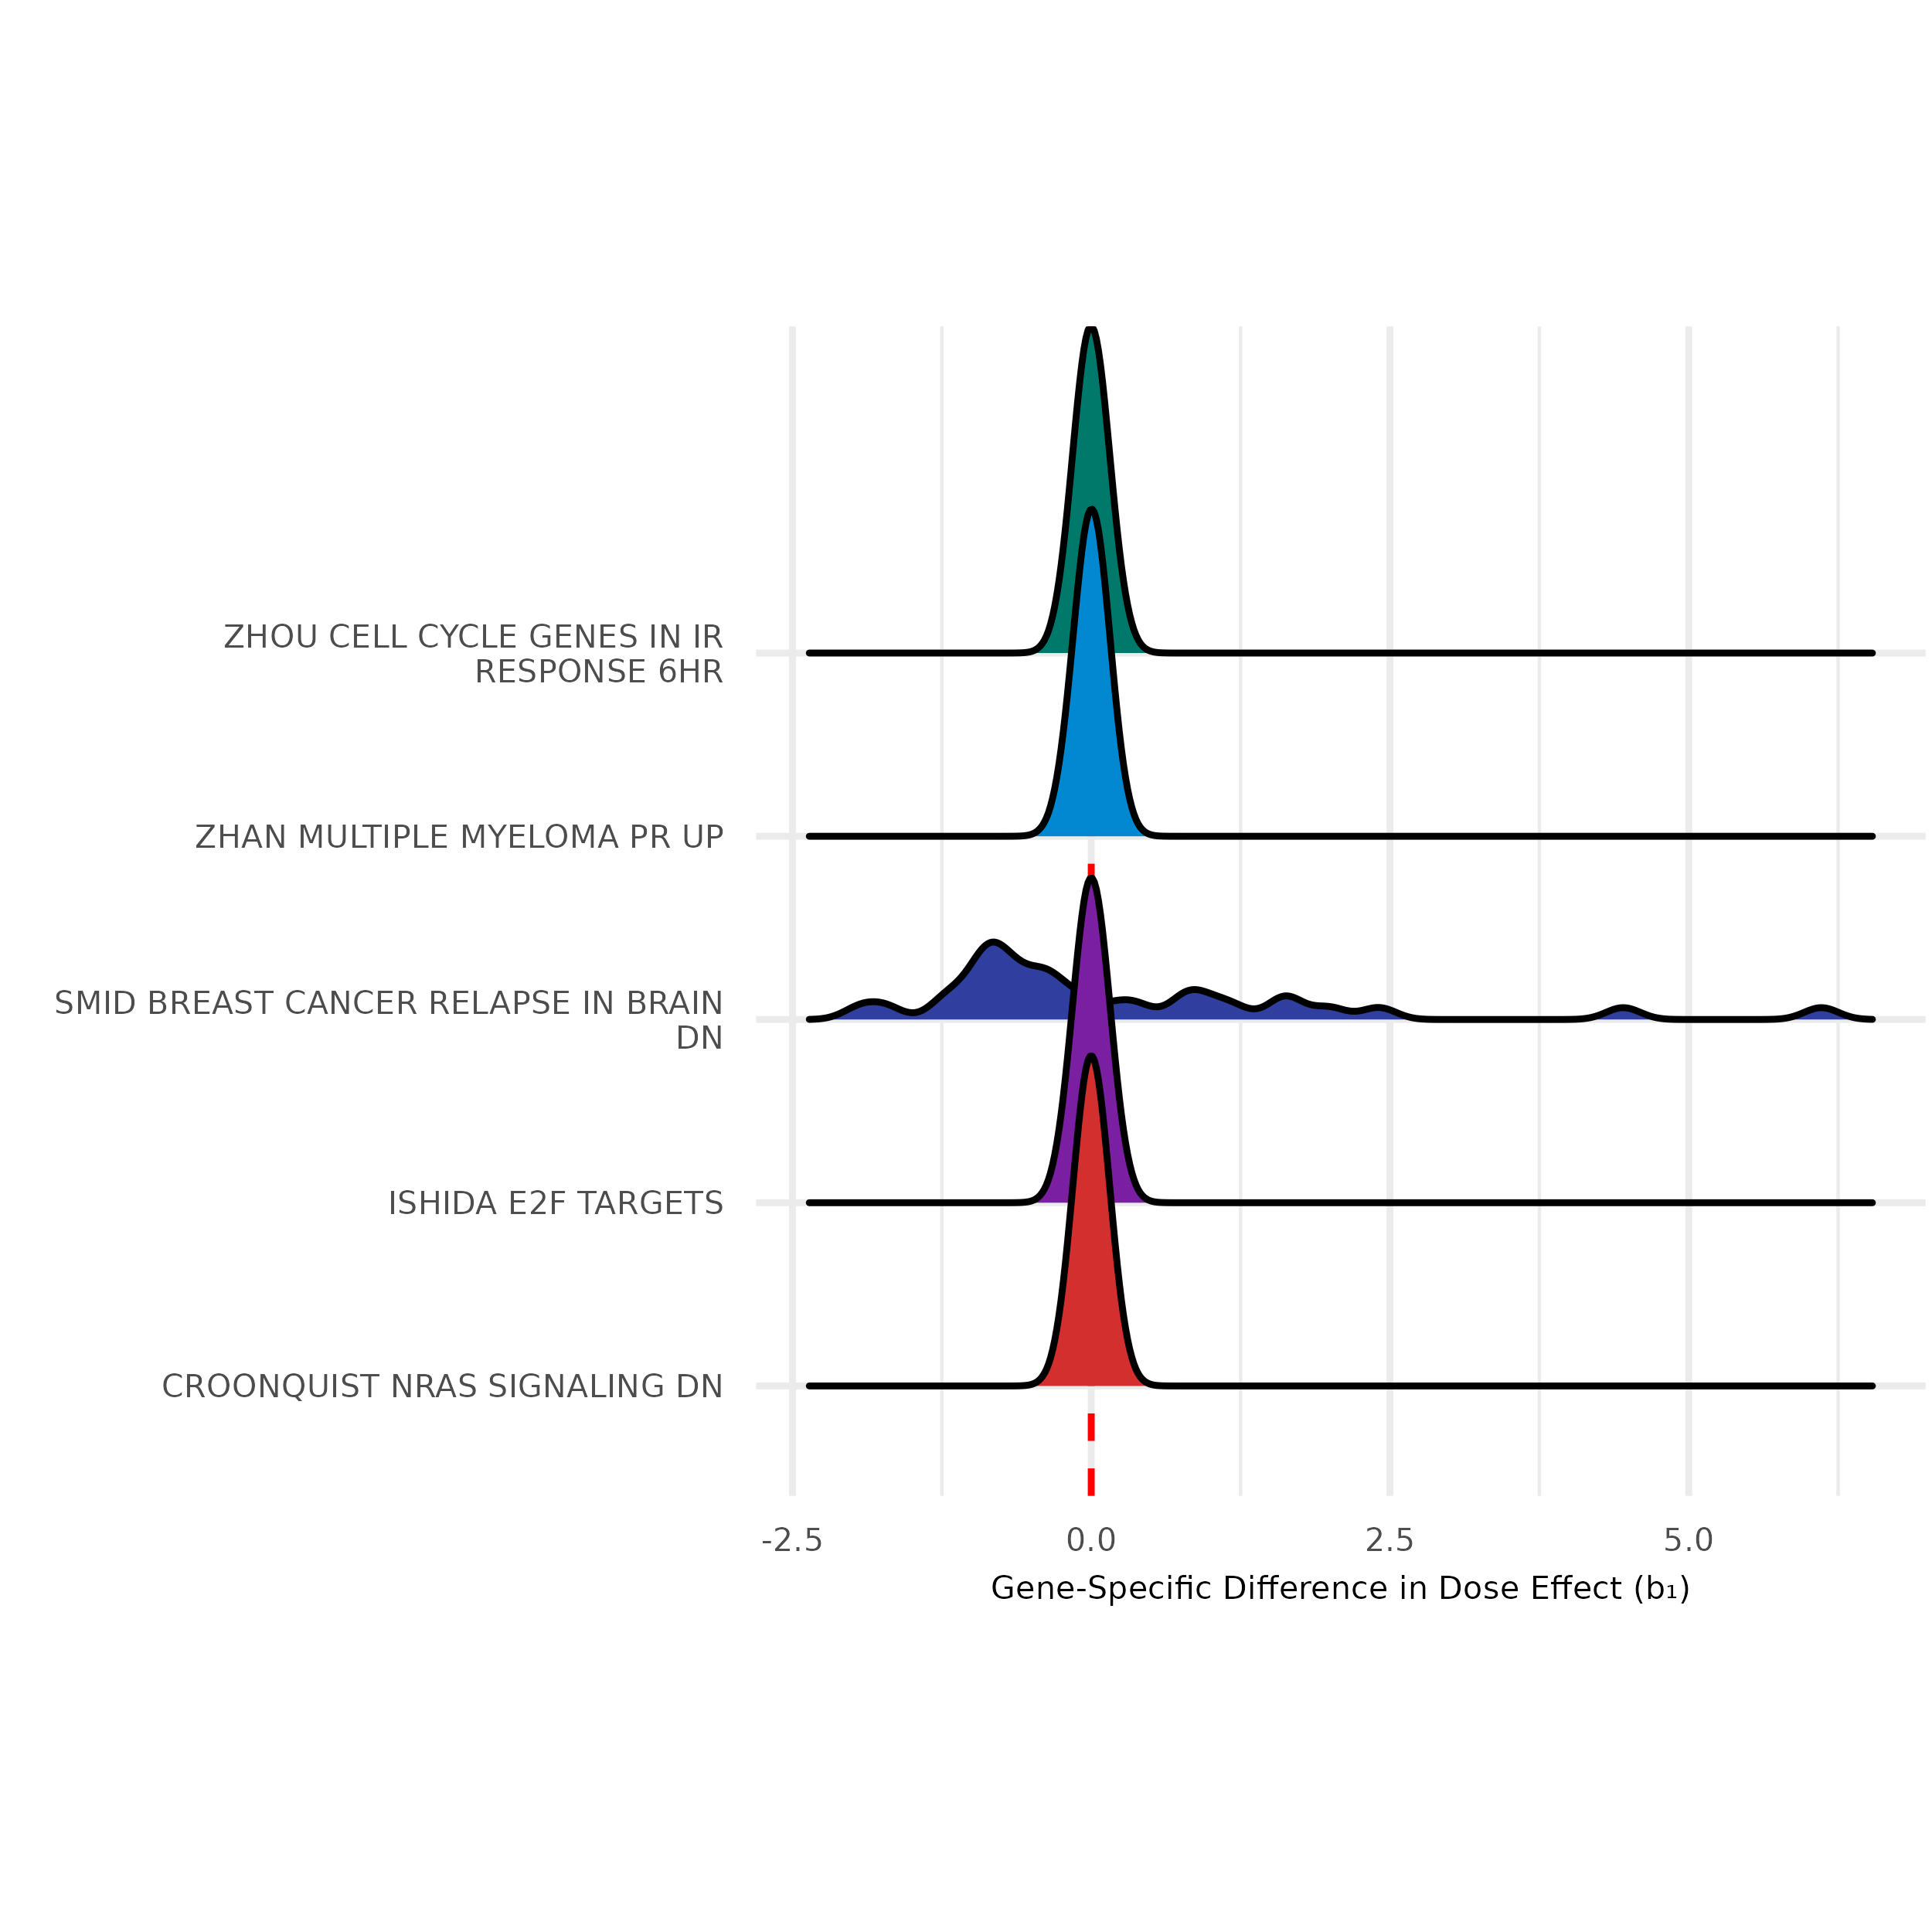 ZHOU CELL CYCLE GENES IN IR
RESPONSE 6HR
ZHAN MULTIPLE MYELOMA PR UP
SMID BREAST CANCER RELAPSE IN BRAIN
DN
ISHIDA E2F TARGETS
CROONQUIST NRAS SIGNALING DN
-2.5 0.0 2.5 5.0
Gene-Specific Difference in Dose Effect (b₁)